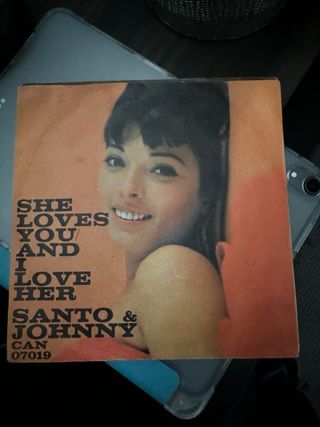 SHE
LOVES
YOU/
AND
I
LOVE
HER
SANTO &
JOHNNY
CAN
07019